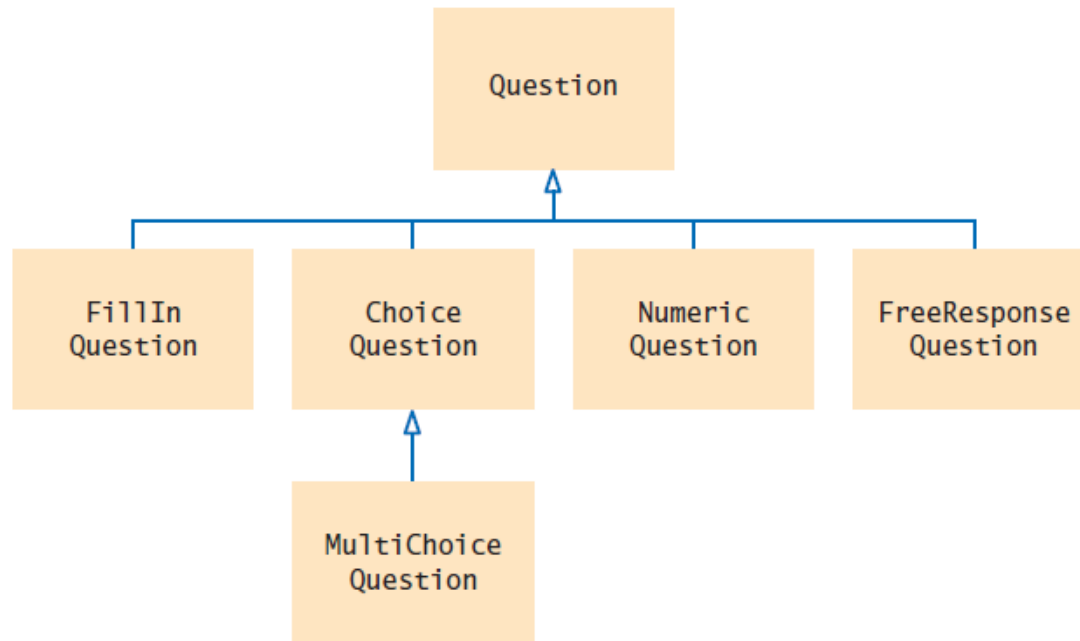 Question
FillIn
Question
Choice
Question
Numeric
Question
FreeResponse
Question
MultiChoice
Question